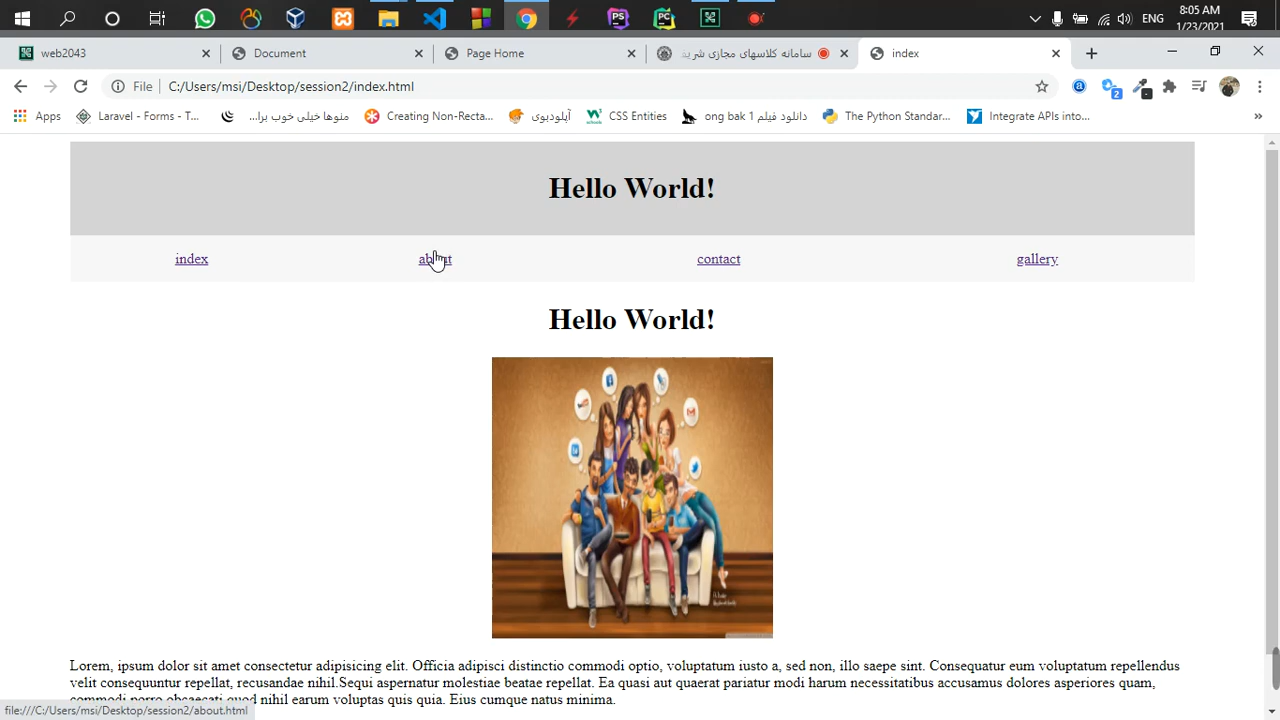 8:05 AM
ENG
1/23/2021
web2043
Document
Page Home
سامانه کلاسهای مجازی شریف
index
File
C:/Users/msi/Desktop/session2/index.html
2
Apps
Laravel - Forms - T...
منوها خیلی خوب برا...
Creating Non-Recta...
آپلودبوی
CSS Entities
دانلود فیلم ong bak 1
The Python Standar...
Integrate APIs into...
»
Hello World!
index
about
contact
gallery
Hello World!
Lorem, ipsum dolor sit amet consectetur adipisicing elit. Officia adipisci distinctio commodi optio, voluptatum iusto a, sed non, illo saepe sint. Consequatur eum voluptatum repellendus
velit consequuntur repellat, recusandae nihil.Sequi aspernatur molestiae beatae repellat. Ea quasi aut quaerat pariatur modi harum necessitatibus accusamus dolores asperiores quam,
commodi porro obcaecati quod nihil earum voluptas quis quia. Eius cumque natus minima.
file:///C:/Users/msi/Desktop/session2/about.html